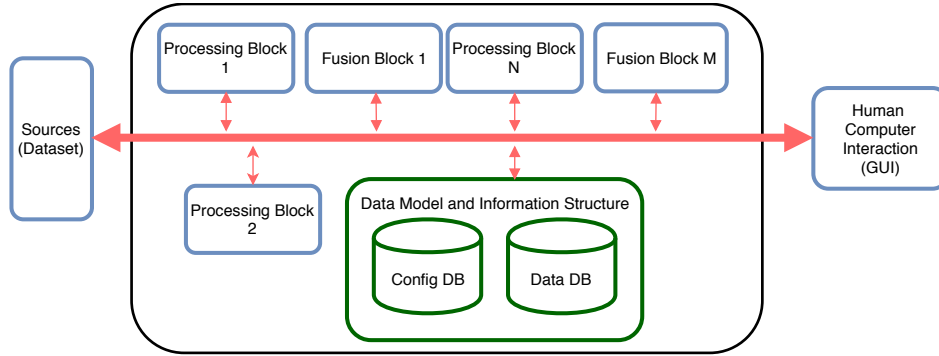 Processing Block
1
Fusion Block 1
Processing Block
N
Fusion Block M
Sources
(Dataset)
Human
Computer
Interaction
(GUI)
Processing Block
2
Data Model and Information Structure
Config DB
Data DB